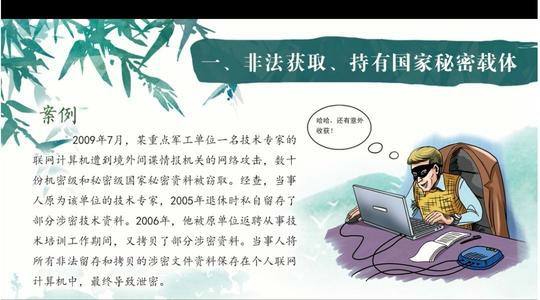 一、非法获取、持有国家秘密载体
案例
2009年7月，某重点军工单位一名技术专家的
联网计算机遭到境外间谍情报机关的网络攻击，数十
份机密级和秘密级国家秘密资料被窃取。经查，当事
人原为该单位的技术专家，2005年退休时私自留存了
部分涉密技术资料。2006年，他被原单位返聘从事技
术培训工作期间，又拷贝了部分涉密资料。当事人将
所有非法留存和拷贝的涉密文件资料保存在个人联网
计算机中，最终导致泄密。
哈哈，还有意外
收获！